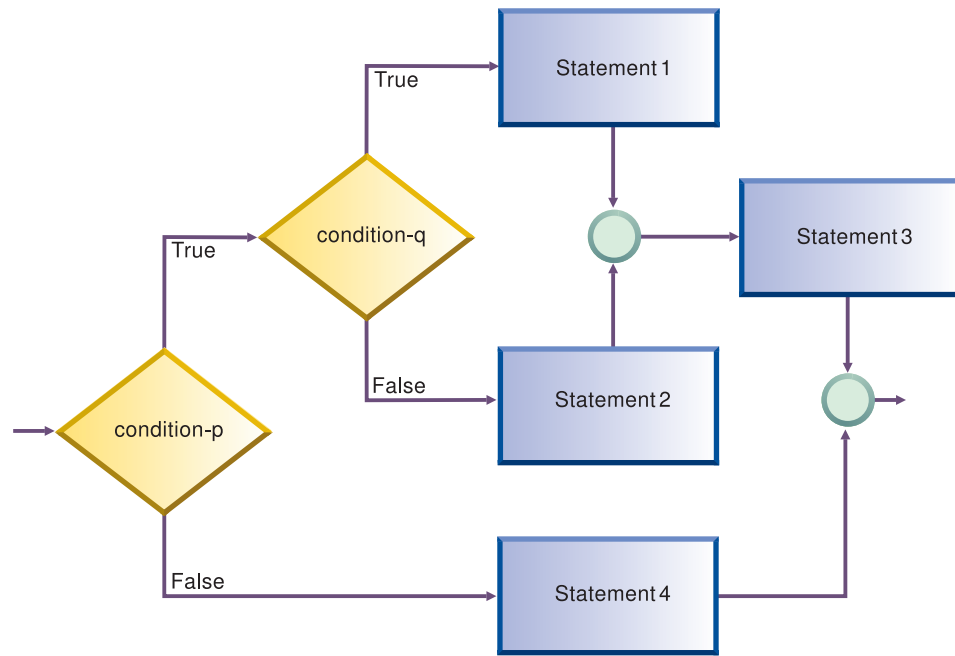 Statement 1
True
condition-q
Statement 3
True
False
Statement 2
condition-p
False
Statement 4